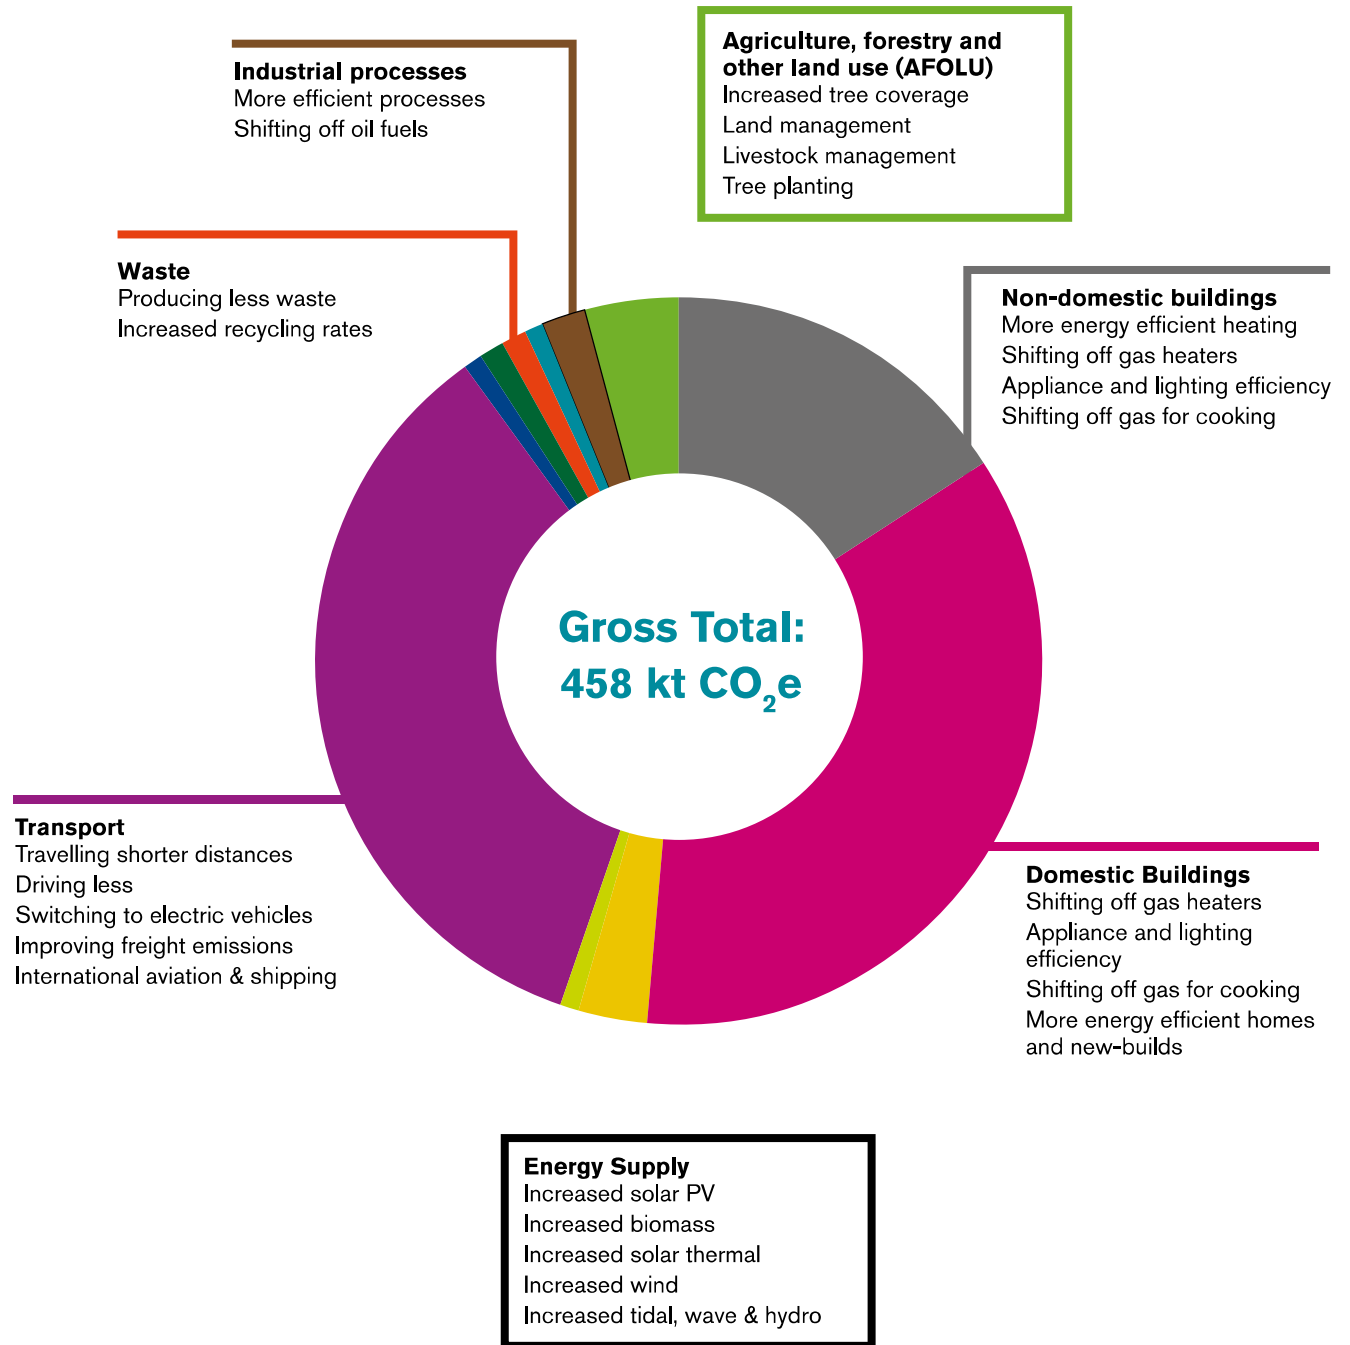 Industrial processes
More efficient processes
Shifting off oil fuels
Agriculture, forestry and
other land use (AFOLU)
Increased tree coverage
Land management
Livestock management
Tree planting
Waste
Producing less waste
Increased recycling rates
Non-domestic buildings
More energy efficient heating
Shifting off gas heaters
Appliance and lighting efficiency
Shifting off gas for cooking
Gross Total:
458 kt CO₂e
Transport
Travelling shorter distances
Driving less
Switching to electric vehicles
Improving freight emissions
International aviation & shipping
Domestic Buildings
Shifting off gas heaters
Appliance and lighting
efficiency
Shifting off gas for cooking
More energy efficient homes
and new-builds
Energy Supply
Increased solar PV
Increased biomass
Increased solar thermal
Increased wind
Increased tidal, wave & hydro